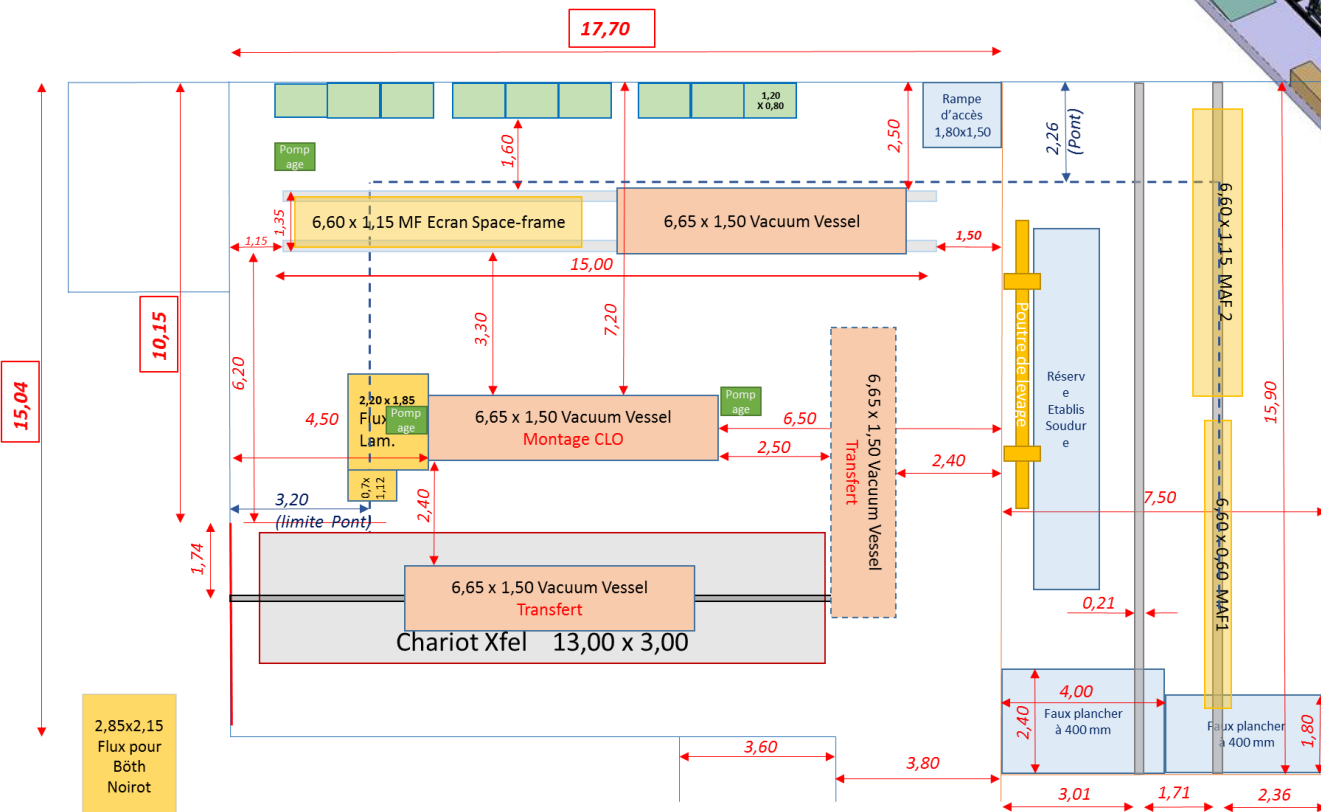 17,70
1,20
X 0,80
Rampe
d’accès
1,80x1,50
2,26
(Pont)
2,50
1,60
Pomp
age
1,35
6,60 x 1,15 MF Ecran Space-frame
6,65 x 1,50 Vacuum Vessel
1,15
1,50
15,00
6,60 x 1,15 MAF 2
10,15
15,04
6,20
3,30
7,20
Poutre de levage
Réserv
e
Etablis
Soudur
e
15,90
2,20 x 1,85
Flux
Lam.
Pomp
age
4,50
6,65 x 1,50 Vacuum Vessel
Montage CLO
Pomp
age
6,50
2,50
6,65 x 1,50 Vacuum Vessel
Transfert
2,40
0,7x
1,12
2,40
3,20
(limite Pont)
7,50
6,60 x 0,60 MAF1
1,74
6,65 x 1,50 Vacuum Vessel
Transfert
0,21
Chariot Xfel 13,00 x 3,00
2,85x2,15
Flux pour
Böth
Noirot
4,00
2,40
Faux plancher
à 400 mm
Faux plancher
à 400 mm
1,80
3,60
3,80
3,01
1,71
2,36